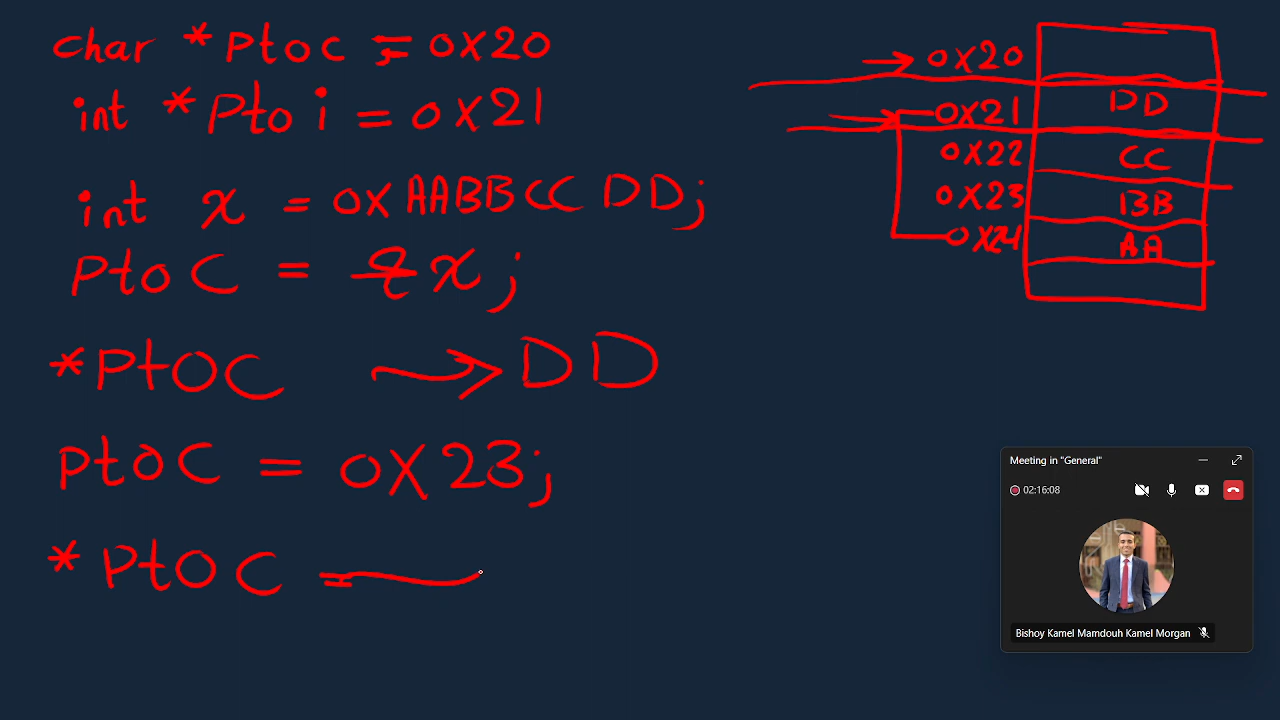 char *Ptoc = 0X20
int *Ptoi = 0X21
int x = 0XAABBCCDD;
PtoC = &x;
*PtOC → DD
PtOC = 0X23;
*PtOC =
0X20
0X21 DD
0X22 CC
0X23 BB
0X24 AA
Meeting in "General"
02:16:08
Bishoy Kamel Mamdouh Kamel Morgan